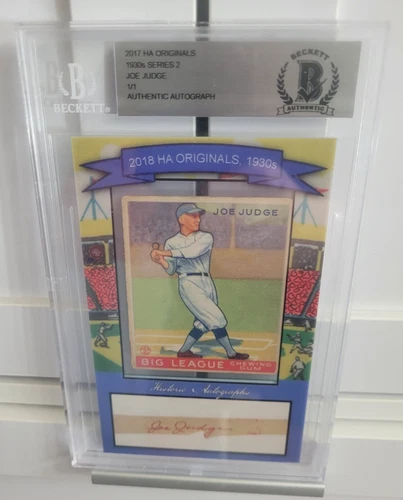 2017 HA ORIGINALS
1930s SERIES 2
JOE JUDGE
1/1
AUTHENTIC AUTOGRAPH
B
BECKETT
BECKETT
B
AUTHENTIC
2018 HA ORIGINALS, 1930s
JOE JUDGE
BIG LEAGUE CHEWING GUM
Historic Autographs
Joe Judge